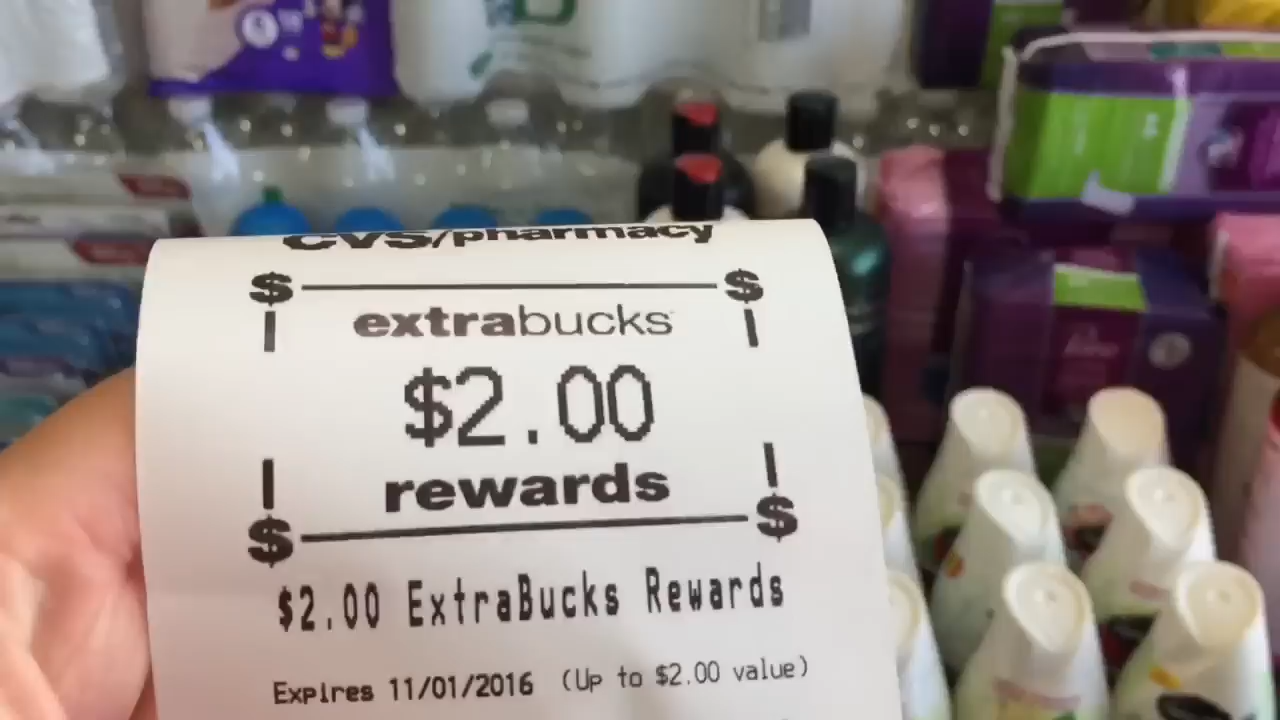 CVS/pharmacy
$ $
extrabucks
$2.00
rewards
$ $
$2.00 ExtraBucks Rewards
Expires 11/01/2016 (Up to $2.00 value)